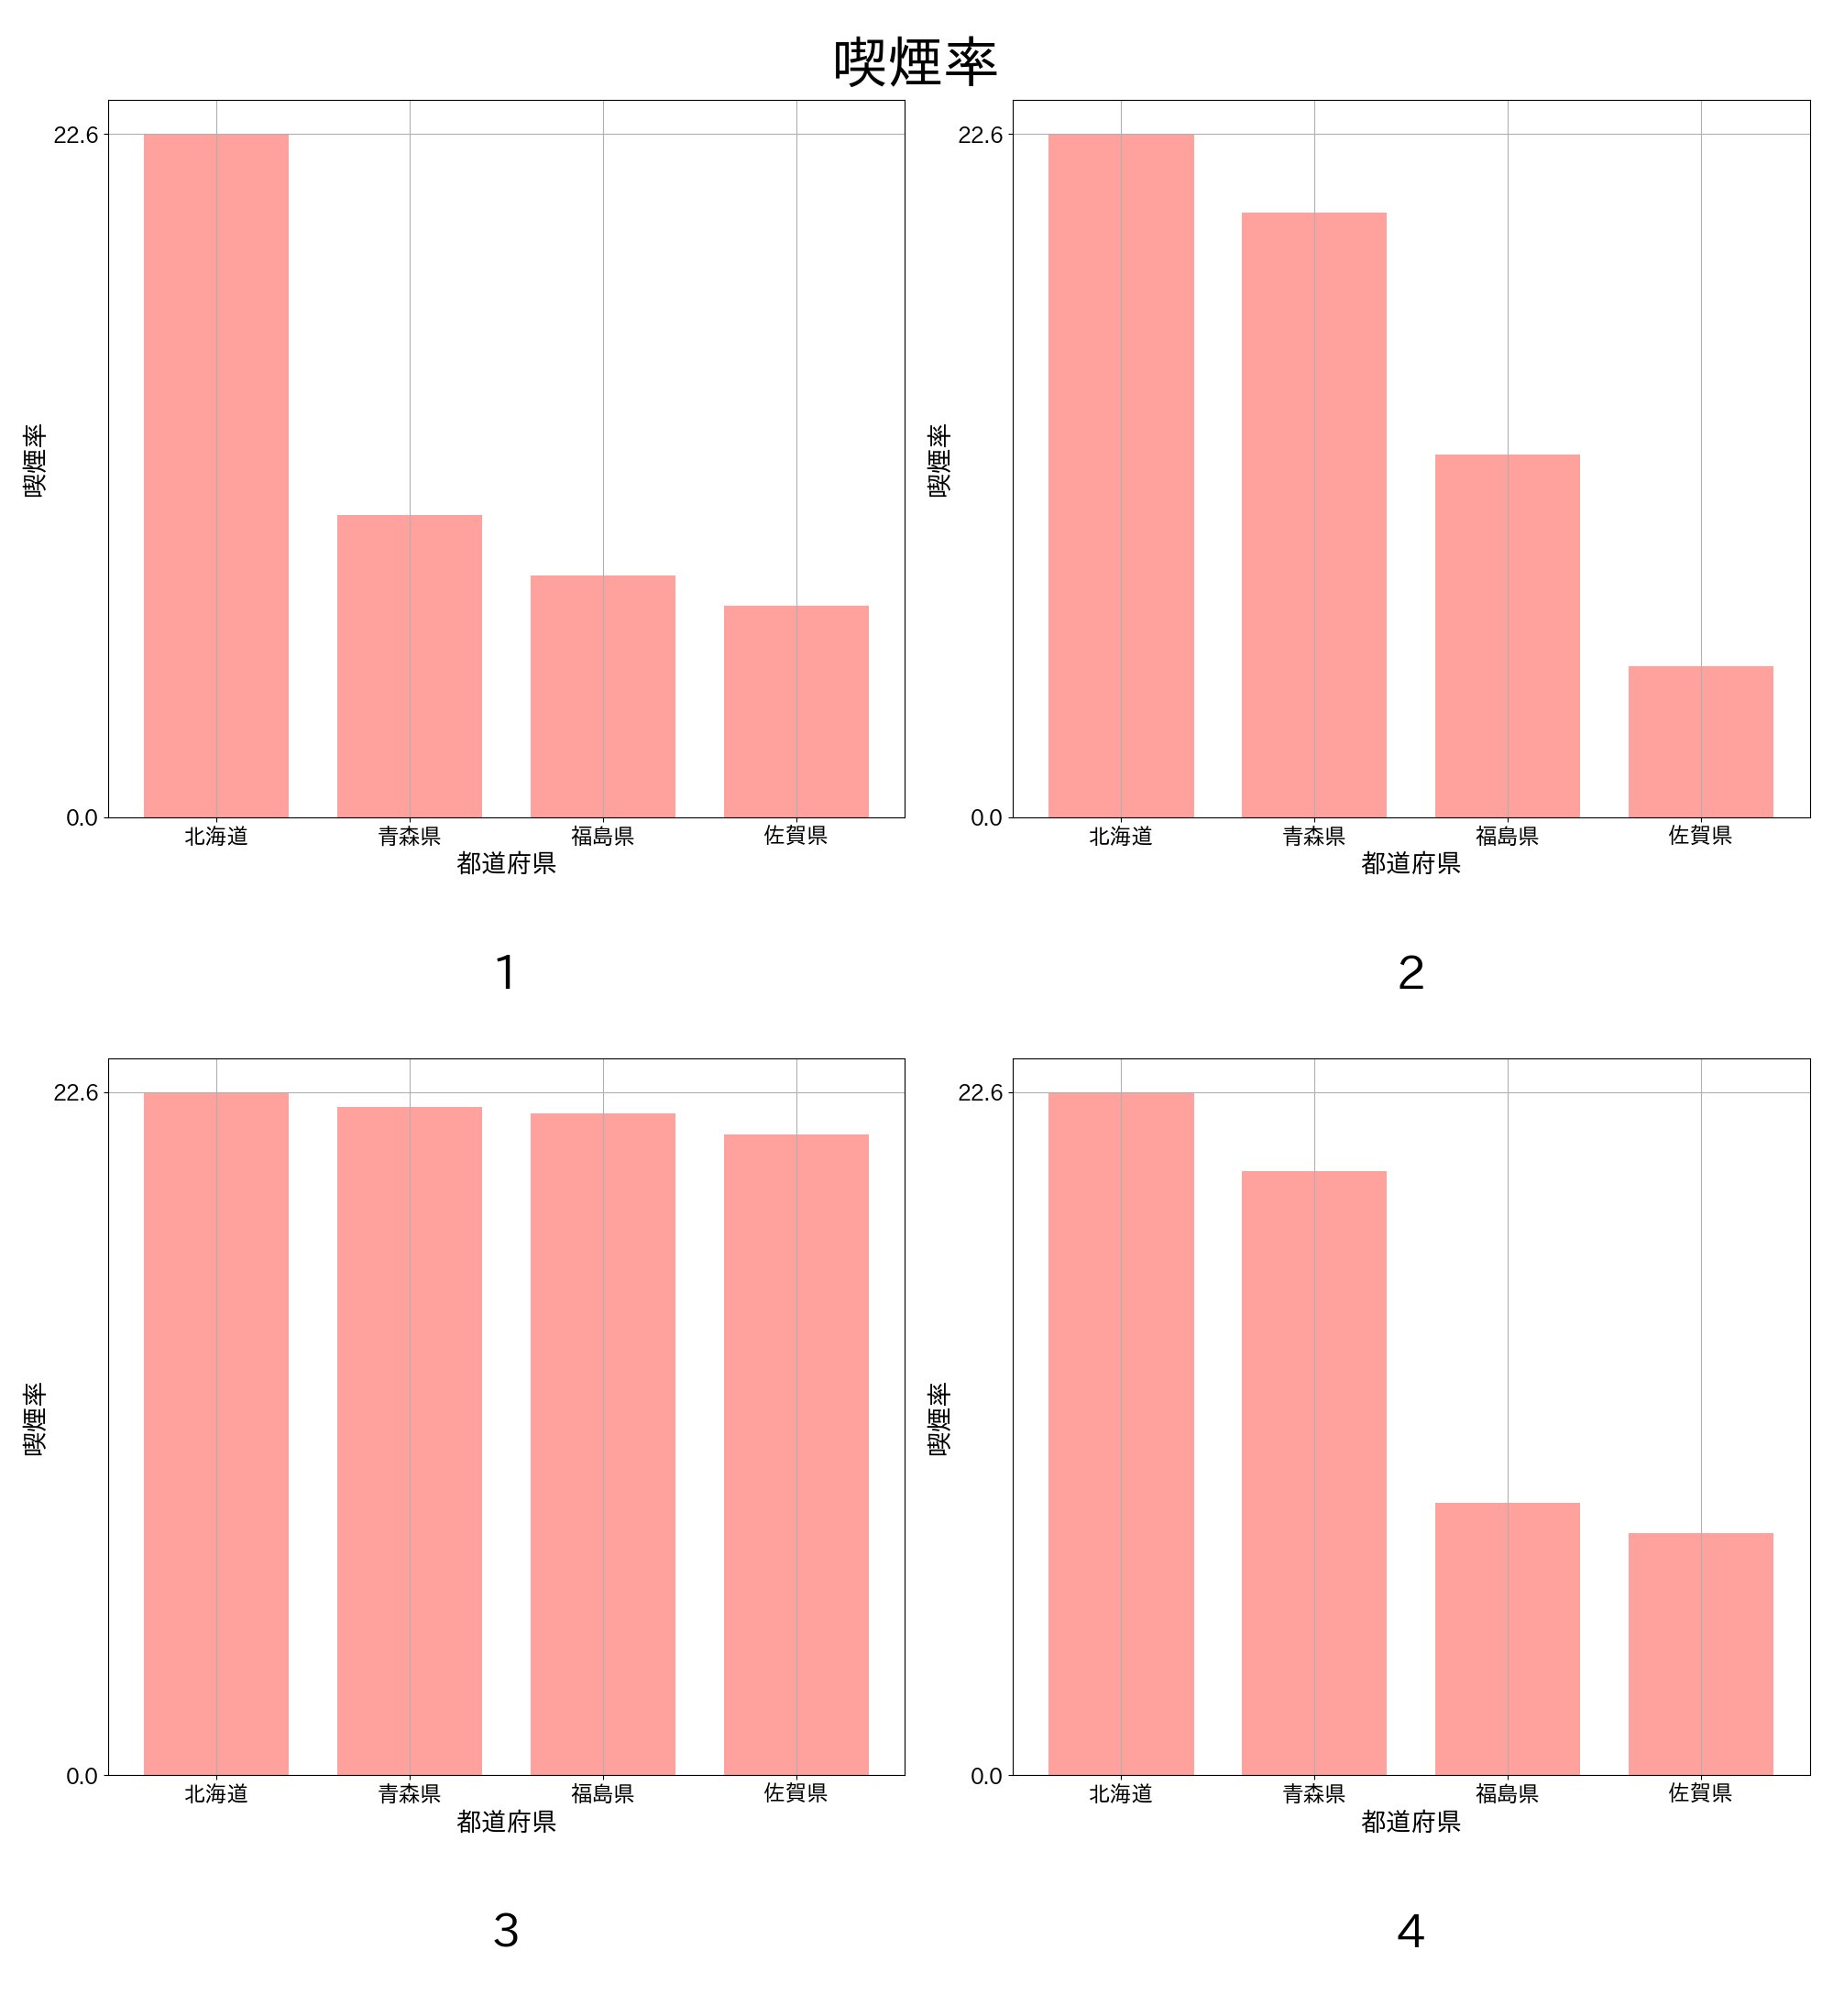 喫煙率
22.6
0.0
喫煙率
北海道 青森県 福島県 佐賀県
都道府県
1
22.6
0.0
喫煙率
北海道 青森県 福島県 佐賀県
都道府県
2
22.6
0.0
喫煙率
北海道 青森県 福島県 佐賀県
都道府県
3
22.6
0.0
喫煙率
北海道 青森県 福島県 佐賀県
都道府県
4